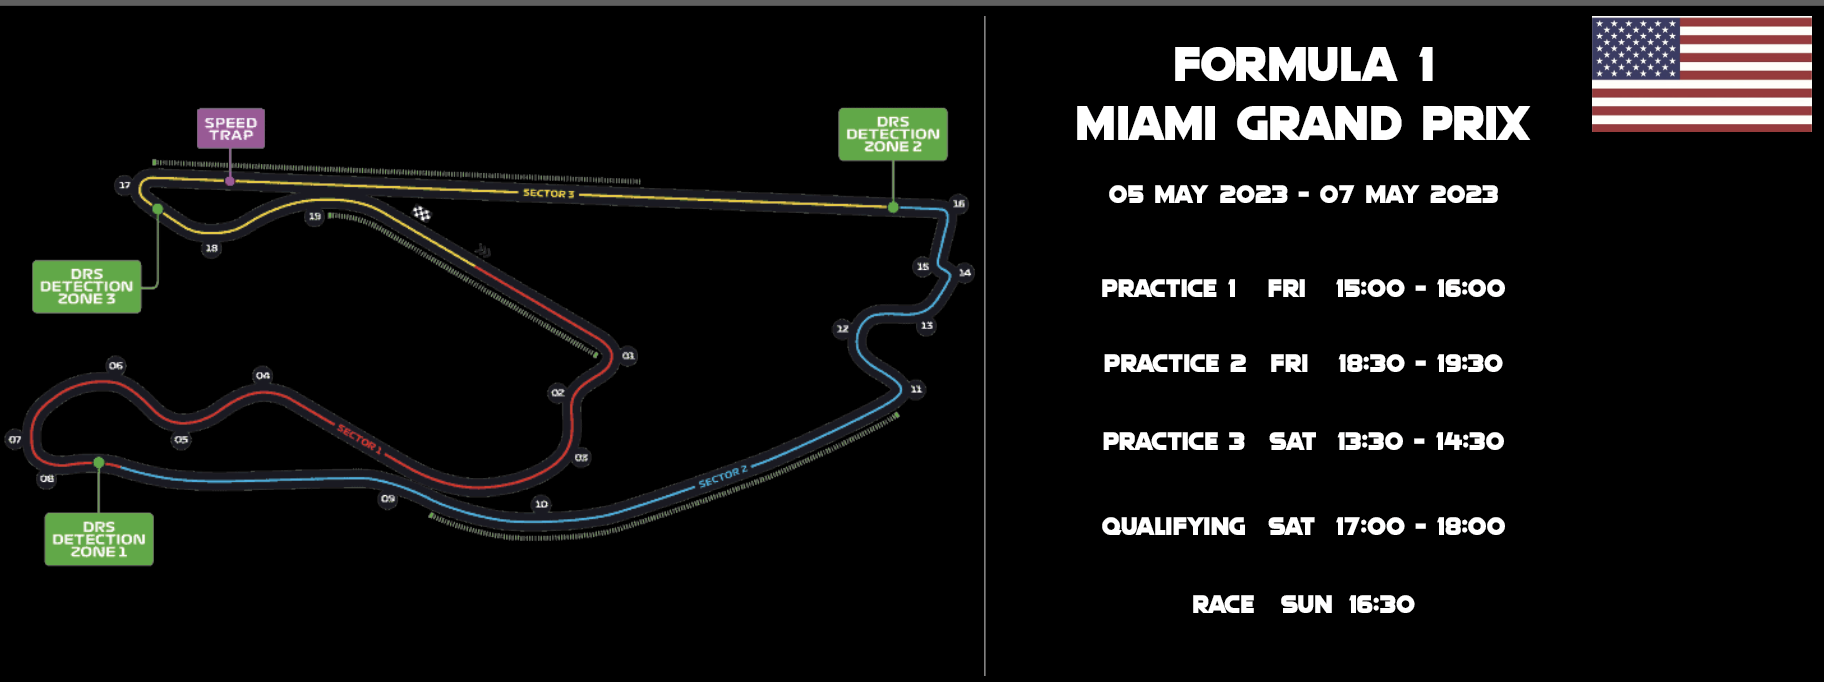 SPEED
TRAP
DRS
DETECTION
ZONE 2
17
SECTOR 3
16
19
18
15
14
DRS
DETECTION
ZONE 3
12
13
01
06
04
02
11
07
05
SECTOR 1
03
08
SECTOR 2
09
10
DRS
DETECTION
ZONE 1
FORMULA 1
MIAMI GRAND PRIX
05 MAY 2023 - 07 MAY 2023
PRACTICE 1 FRI 15:00 - 16:00
PRACTICE 2 FRI 18:30 - 19:30
PRACTICE 3 SAT 13:30 - 14:30
QUALIFYING SAT 17:00 - 18:00
RACE SUN 16:30